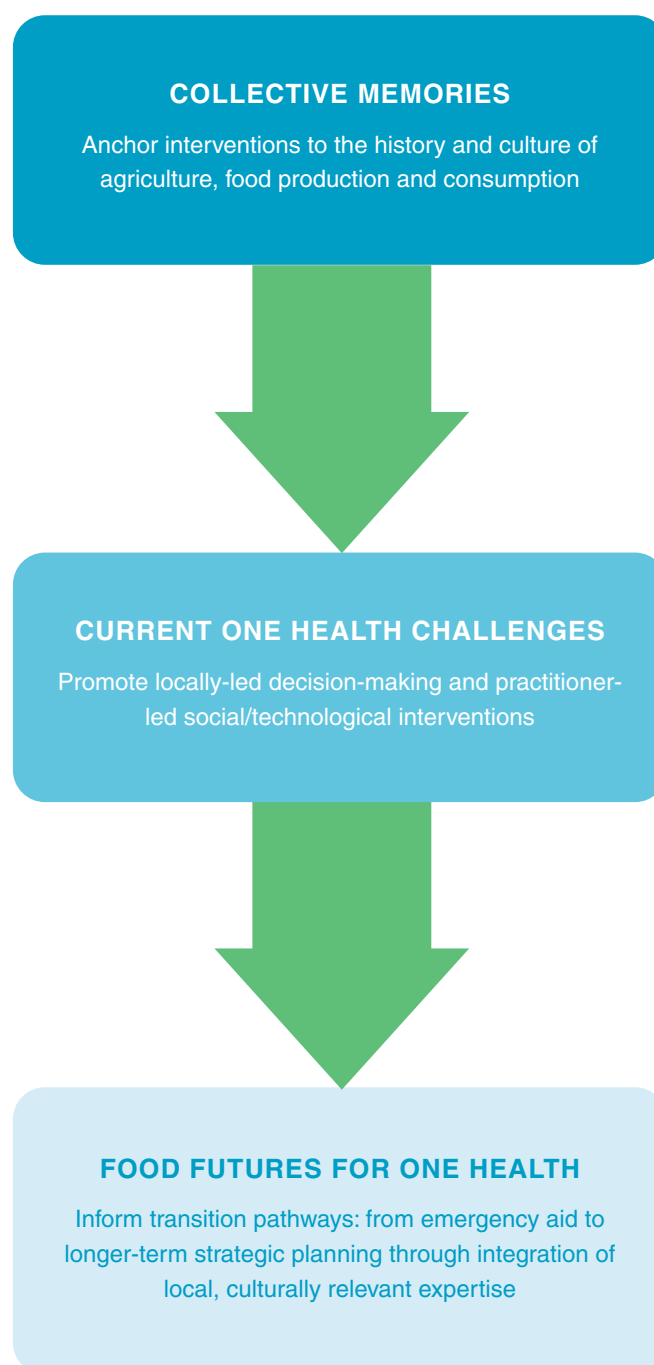 COLLECTIVE MEMORIES
Anchor interventions to the history and culture of
agriculture, food production and consumption
CURRENT ONE HEALTH CHALLENGES
Promote locally-led decision-making and practitioner-
led social/technological interventions
FOOD FUTURES FOR ONE HEALTH
Inform transition pathways: from emergency aid to
longer-term strategic planning through integration of
local, culturally relevant expertise